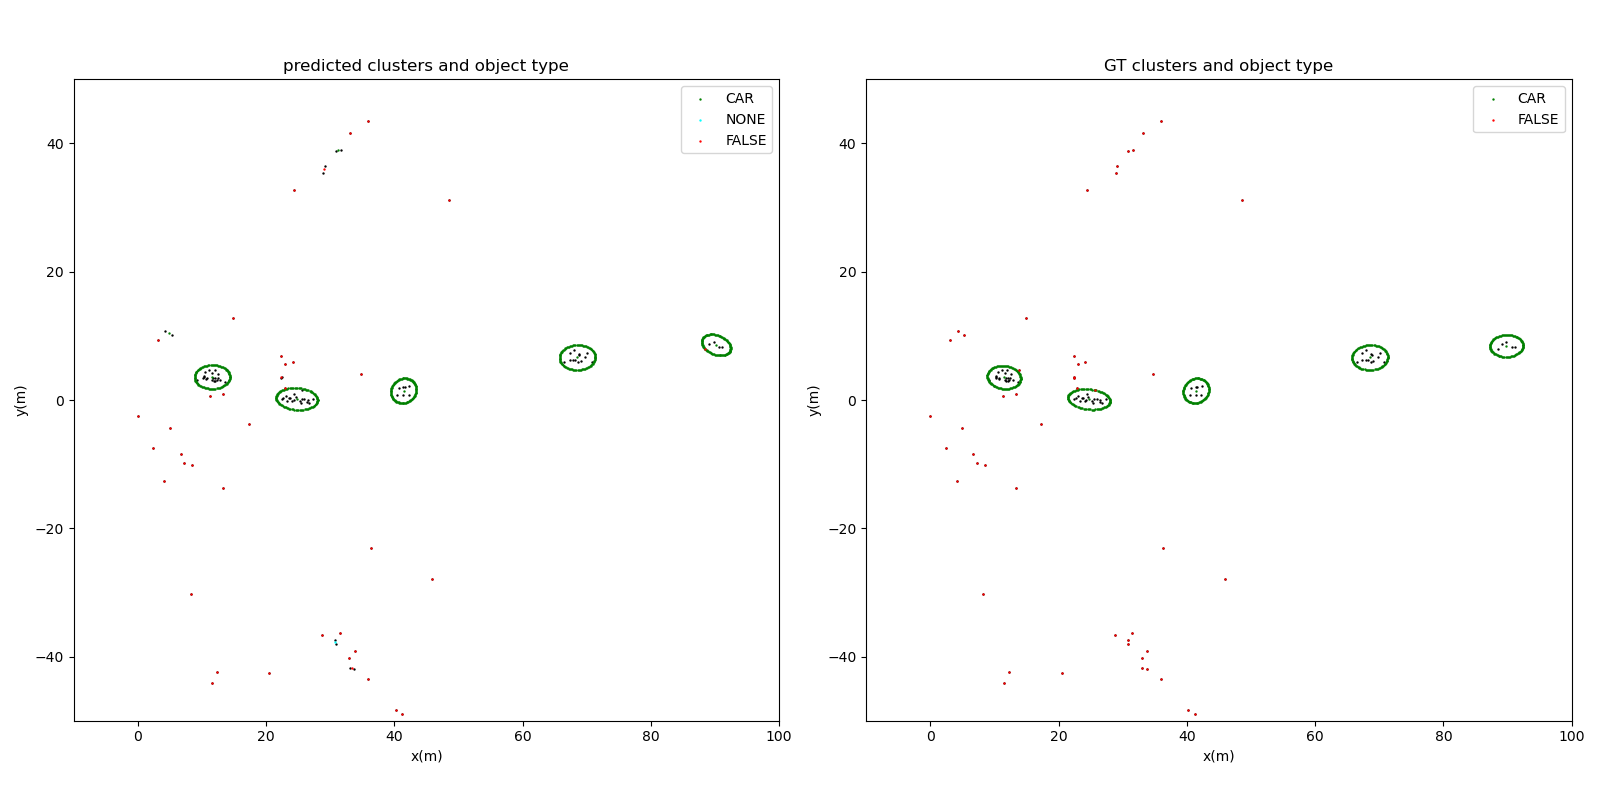 predicted clusters and object type
CAR
NONE
FALSE
40
20
0
−20
−40
y(m)
0 20 40 60 80 100
x(m)
GT clusters and object type
CAR
FALSE
40
20
0
−20
−40
y(m)
0 20 40 60 80 100
x(m)